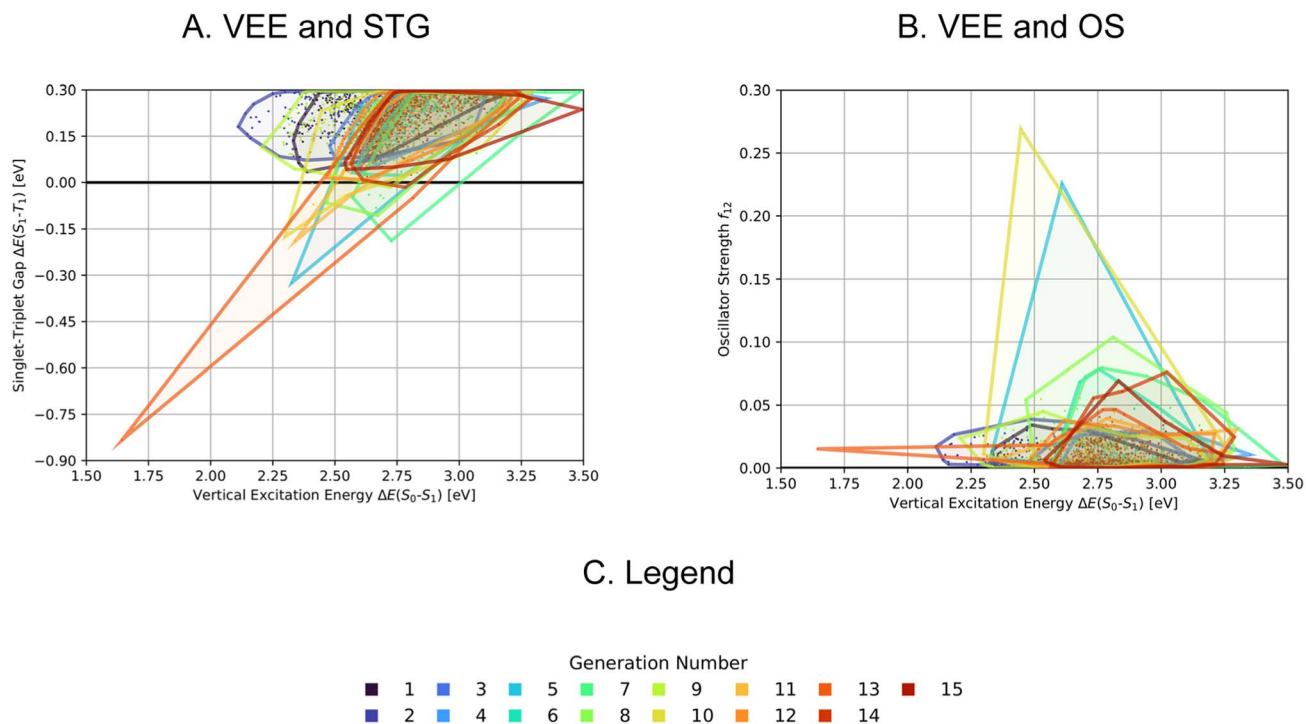 A. VEE and STG
B. VEE and OS
Singlet-Triplet Gap ΔE(S₁-T₁) [eV]
0.30
0.15
0.00
−0.15
−0.30
−0.45
−0.60
−0.75
−0.90
1.50 1.75 2.00 2.25 2.50 2.75 3.00 3.25 3.50
Vertical Excitation Energy ΔE(S₀-S₁) [eV]
Oscillator Strength f₁₂
0.30
0.25
0.20
0.15
0.10
0.05
0.00
1.50 1.75 2.00 2.25 2.50 2.75 3.00 3.25 3.50
Vertical Excitation Energy ΔE(S₀-S₁) [eV]
C. Legend
Generation Number
1 3 5 7 9 11 13 15
2 4 6 8 10 12 14